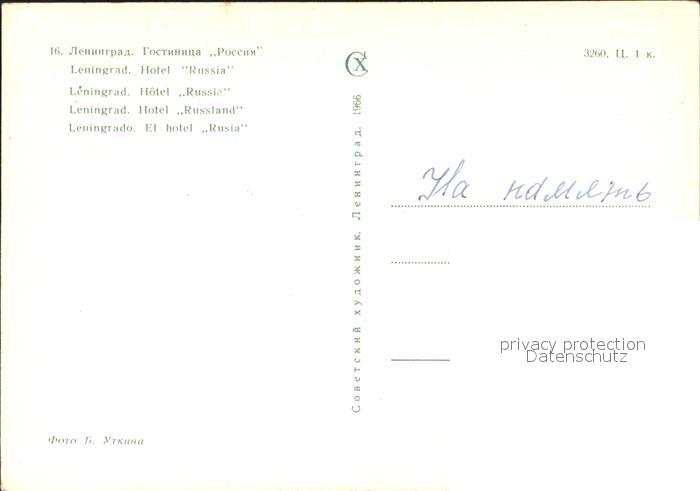 16. Ленинград. Гостиница „Россия“
Leningrad. Hotel "Russia"
Leningrad. Hôtel „Russie“
Leningrad. Hotel „Russland“
Leningrado. El hotel „Rusia“
Фото Б. Уткина
СХ
Советский художник. Ленинград. 1966
3260. Ц. 1 к.
На память
privacy protection
Datenschutz